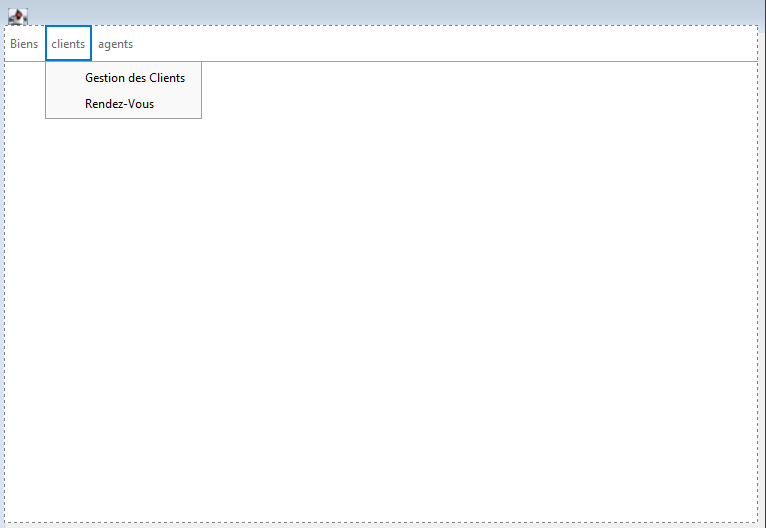 Biens clients agents
Gestion des Clients
Rendez-Vous